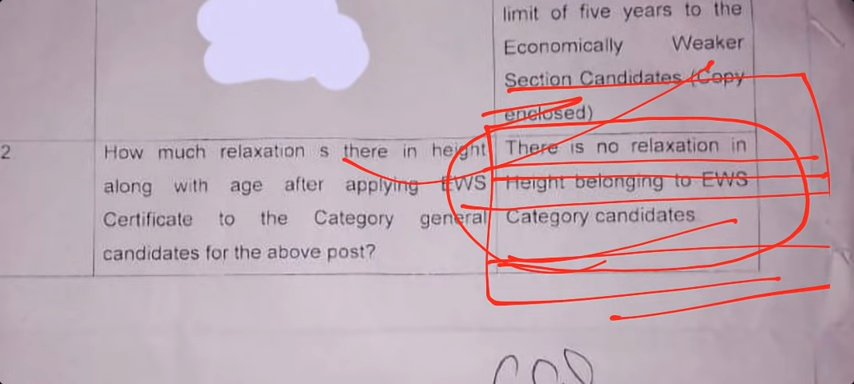 limit of five years to the
Economically Weaker
Section Candidates (Copy
enclosed)
2
How much relaxation s there in height
along with age after applying EWS
Certificate to the Category general
candidates for the above post?
There is no relaxation in
Height belonging to EWS
Category candidates